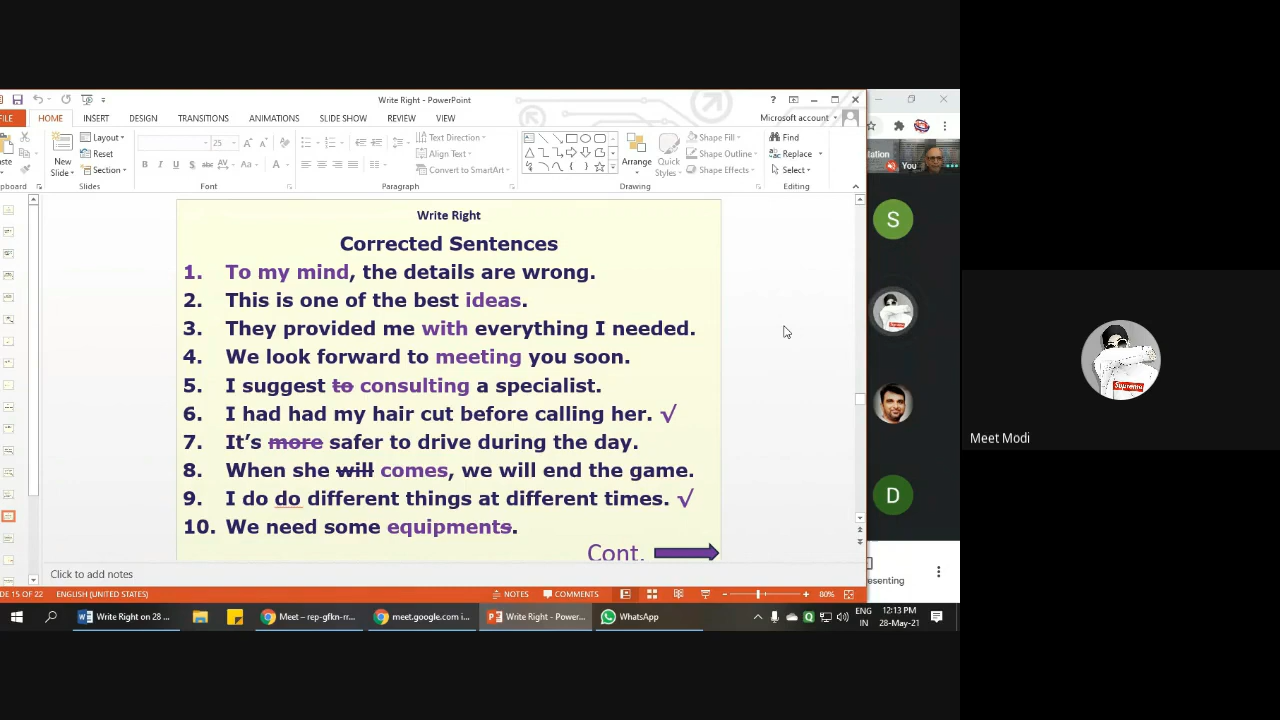 Write Right - PowerPoint
FILE HOME INSERT DESIGN TRANSITIONS ANIMATIONS SLIDE SHOW REVIEW VIEW
Microsoft account
New Slide
Layout
Reset
Section
25
Text Direction
Align Text
Convert to SmartArt
Arrange
Quick Styles
Shape Fill
Shape Outline
Shape Effects
Find
Replace
Select
Slides Font Paragraph Drawing Editing
You
S
D
Write Right
Corrected Sentences
1. To my mind, the details are wrong.
2. This is one of the best ideas.
3. They provided me with everything I needed.
4. We look forward to meeting you soon.
5. I suggest to consulting a specialist.
6. I had had my hair cut before calling her. √
7. It's more safer to drive during the day.
8. When she will comes, we will end the game.
9. I do do different things at different times. √
10. We need some equipments.
Cont.
Click to add notes
DE 15 OF 22 ENGLISH (UNITED STATES) NOTES COMMENTS 80%
esenting
Write Right on 28 ...
Meet – rep-gfkn-rr...
meet.google.com i...
Write Right - Powe...
WhatsApp
ENG IN
12:13 PM
28-May-21
Meet Modi
Supreme